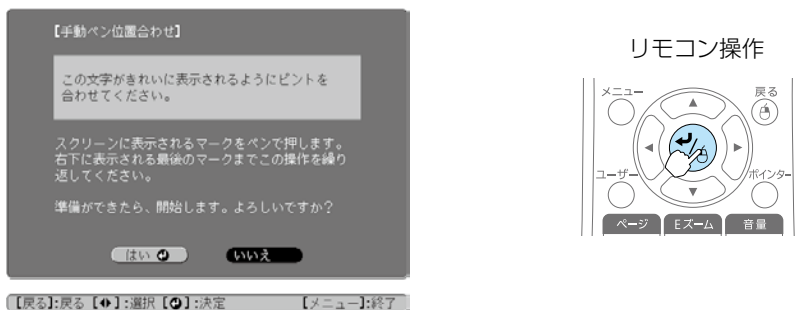 【手動ペン位置合わせ】
この文字がきれいに表示されるようにピントを
合わせてください。
スクリーンに表示されるマークをペンで押します。
右下に表示される最後のマークまでこの操作を繰り
返してください。
準備ができたら、開始します。よろしいですか？
はい
いいえ
[戻る]:戻る 【◆】:選択 【】:決定 【メニュー]:終了
リモコン操作
メニュー
戻る
ユーザー
ポインター
ページ
Eズーム
音量